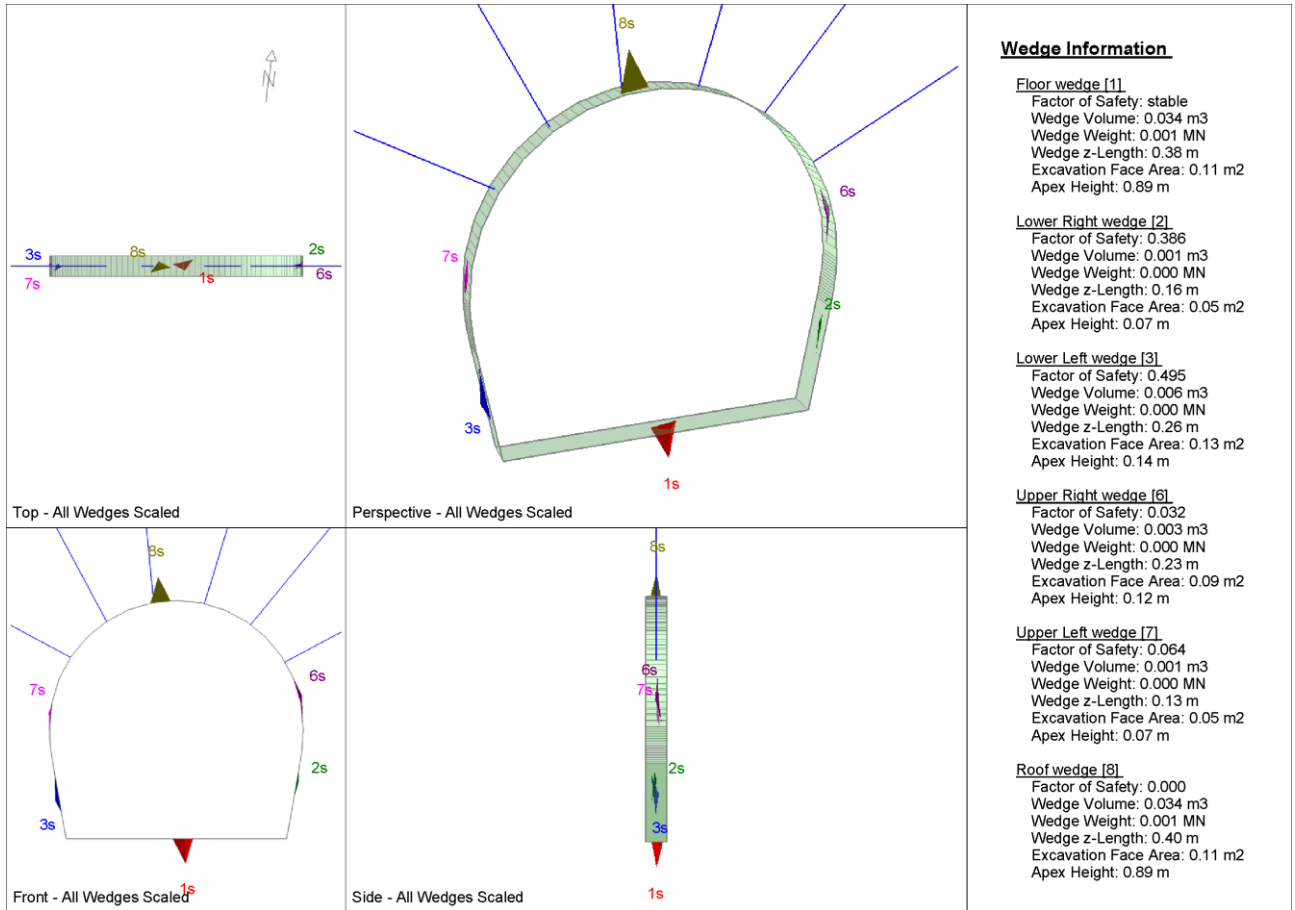 N
3s
8s
2s
7s
1s
6s
Top - All Wedges Scaled
8s
6s
7s
2s
3s
1s
Perspective - All Wedges Scaled
8s
6s
7s
2s
3s
1s
Front - All Wedges Scaled
8s
6s
7s
2s
3s
1s
Side - All Wedges Scaled
Wedge Information
Floor wedge [1]
Factor of Safety: stable
Wedge Volume: 0.034 m3
Wedge Weight: 0.001 MN
Wedge z-Length: 0.38 m
Excavation Face Area: 0.11 m2
Apex Height: 0.89 m
Lower Right wedge [2]
Factor of Safety: 0.386
Wedge Volume: 0.001 m3
Wedge Weight: 0.000 MN
Wedge z-Length: 0.16 m
Excavation Face Area: 0.05 m2
Apex Height: 0.07 m
Lower Left wedge [3]
Factor of Safety: 0.495
Wedge Volume: 0.006 m3
Wedge Weight: 0.000 MN
Wedge z-Length: 0.26 m
Excavation Face Area: 0.13 m2
Apex Height: 0.14 m
Upper Right wedge [6]
Factor of Safety: 0.032
Wedge Volume: 0.003 m3
Wedge Weight: 0.000 MN
Wedge z-Length: 0.23 m
Excavation Face Area: 0.09 m2
Apex Height: 0.12 m
Upper Left wedge [7]
Factor of Safety: 0.064
Wedge Volume: 0.001 m3
Wedge Weight: 0.000 MN
Wedge z-Length: 0.13 m
Excavation Face Area: 0.05 m2
Apex Height: 0.07 m
Roof wedge [8]
Factor of Safety: 0.000
Wedge Volume: 0.034 m3
Wedge Weight: 0.001 MN
Wedge z-Length: 0.40 m
Excavation Face Area: 0.11 m2
Apex Height: 0.89 m